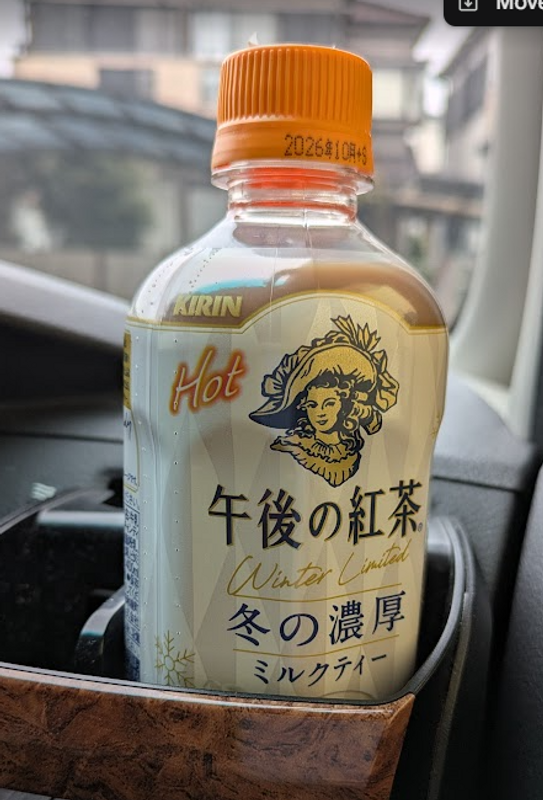 Move
2026年10月+S
KIRIN
Hot
午後の紅茶®
Winter Limited
冬の濃厚
ミルクティー